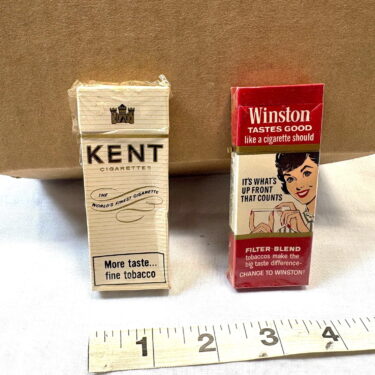 KENT
CIGARETTES
THE
WORLD'S FINEST CIGARETTE
More taste...
fine tobacco
Winston
TASTES GOOD
like a cigarette should
IT'S WHAT'S
UP FRONT
THAT COUNTS
FILTER-BLEND
tobaccos make the
big taste difference-
CHANGE TO WINSTON!
1 2 3 4